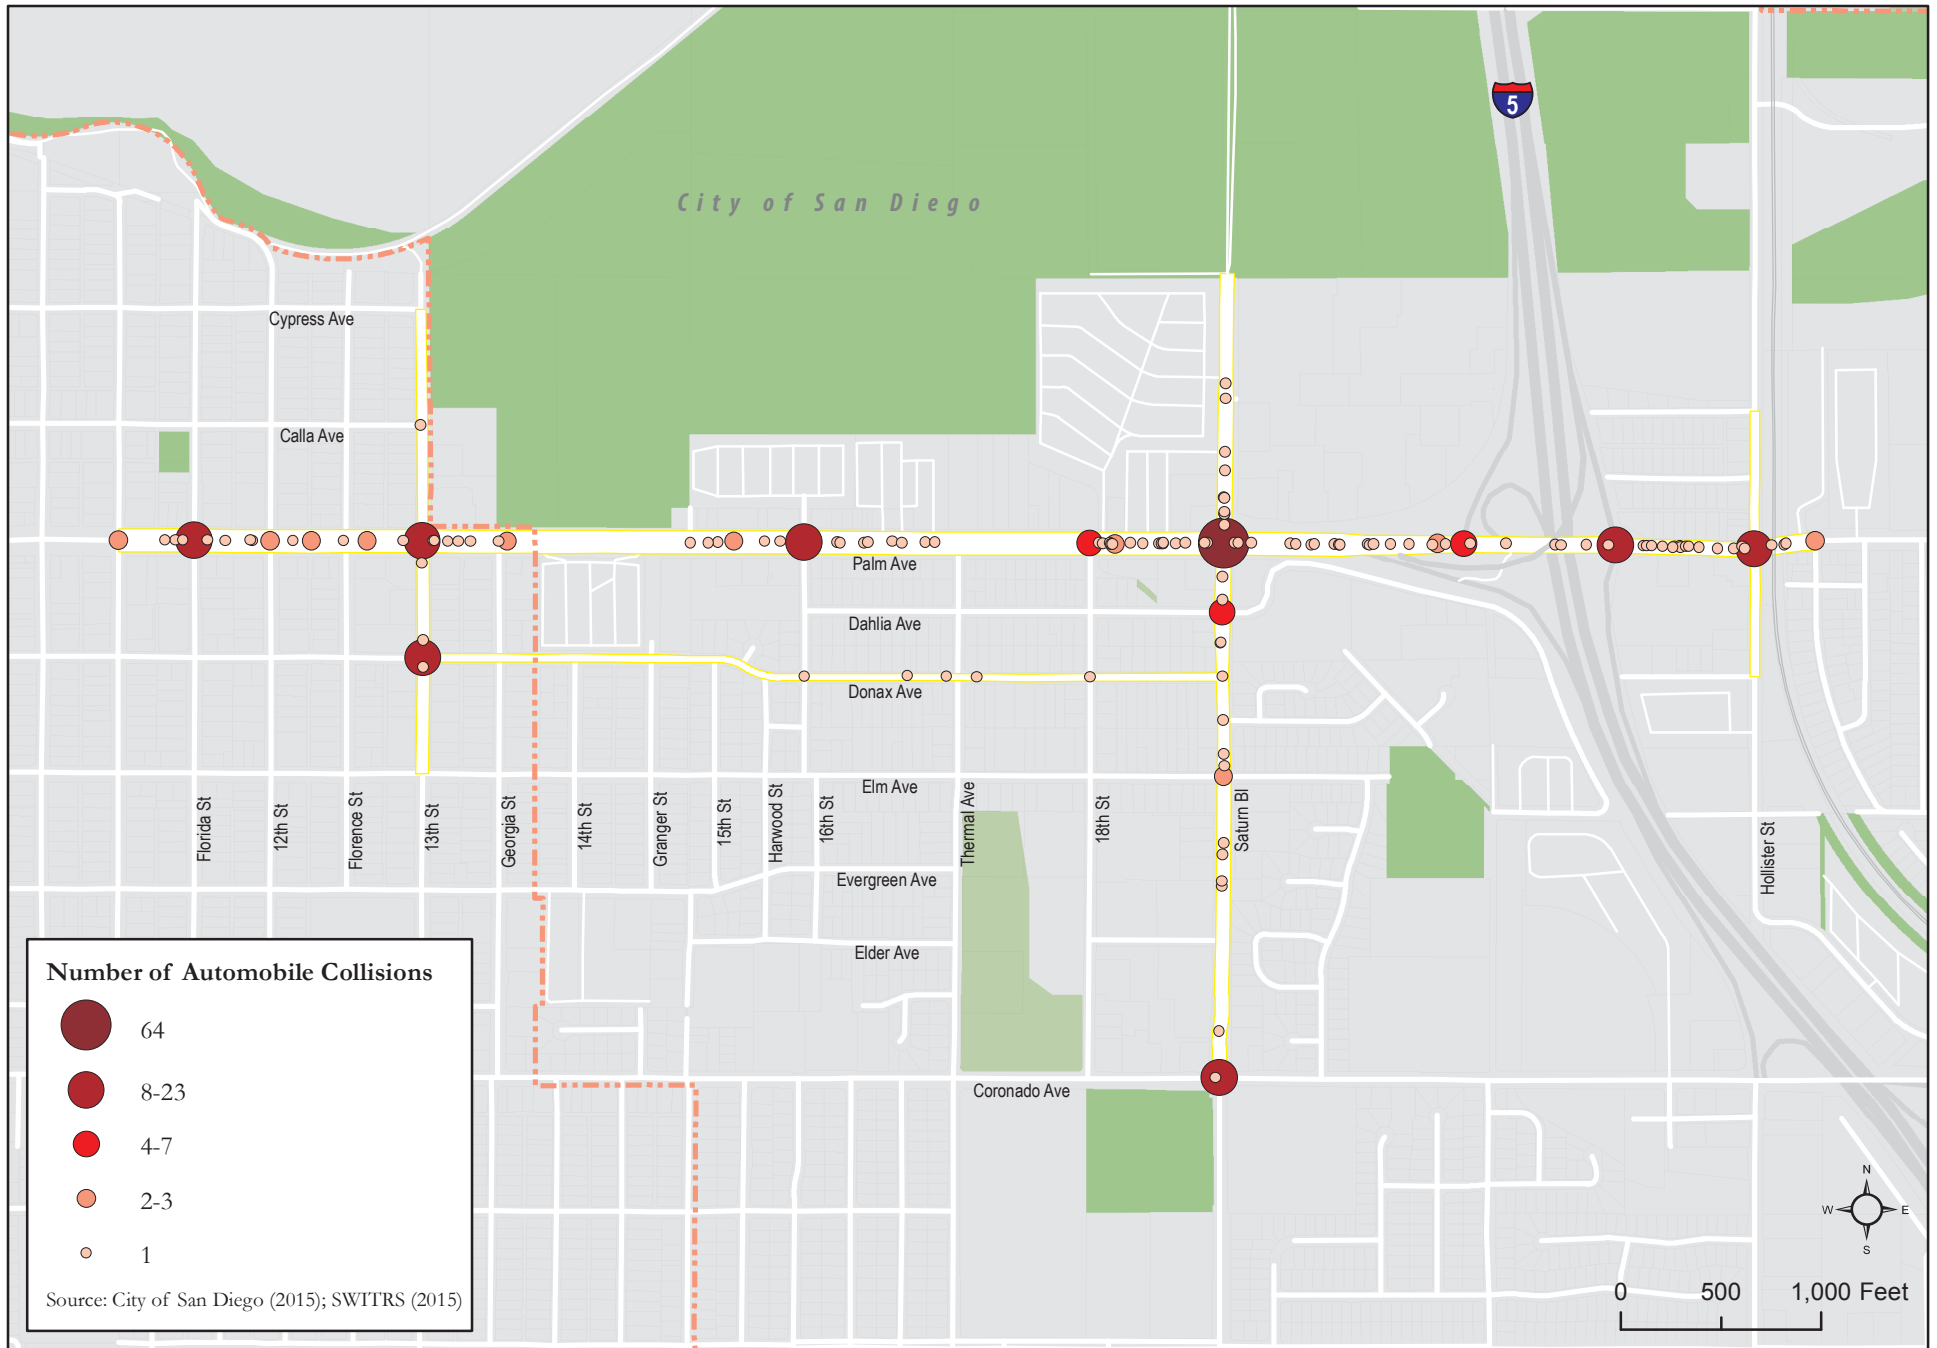 5
City of San Diego
Cypress Ave
Calla Ave
Palm Ave
Dahlia Ave
Donax Ave
Elm Ave
Florida St
12th St
Florence St
13th St
Georgia St
14th St
Granger St
15th St
Harwood St
16th St
Thermal Ave
18th St
Saturn Bl
Hollister St
Evergreen Ave
Elder Ave
Coronado Ave
Number of Automobile Collisions
64
8-23
4-7
2-3
1
Source: City of San Diego (2015); SWITRS (2015)
N
W E
S
0 500 1,000 Feet